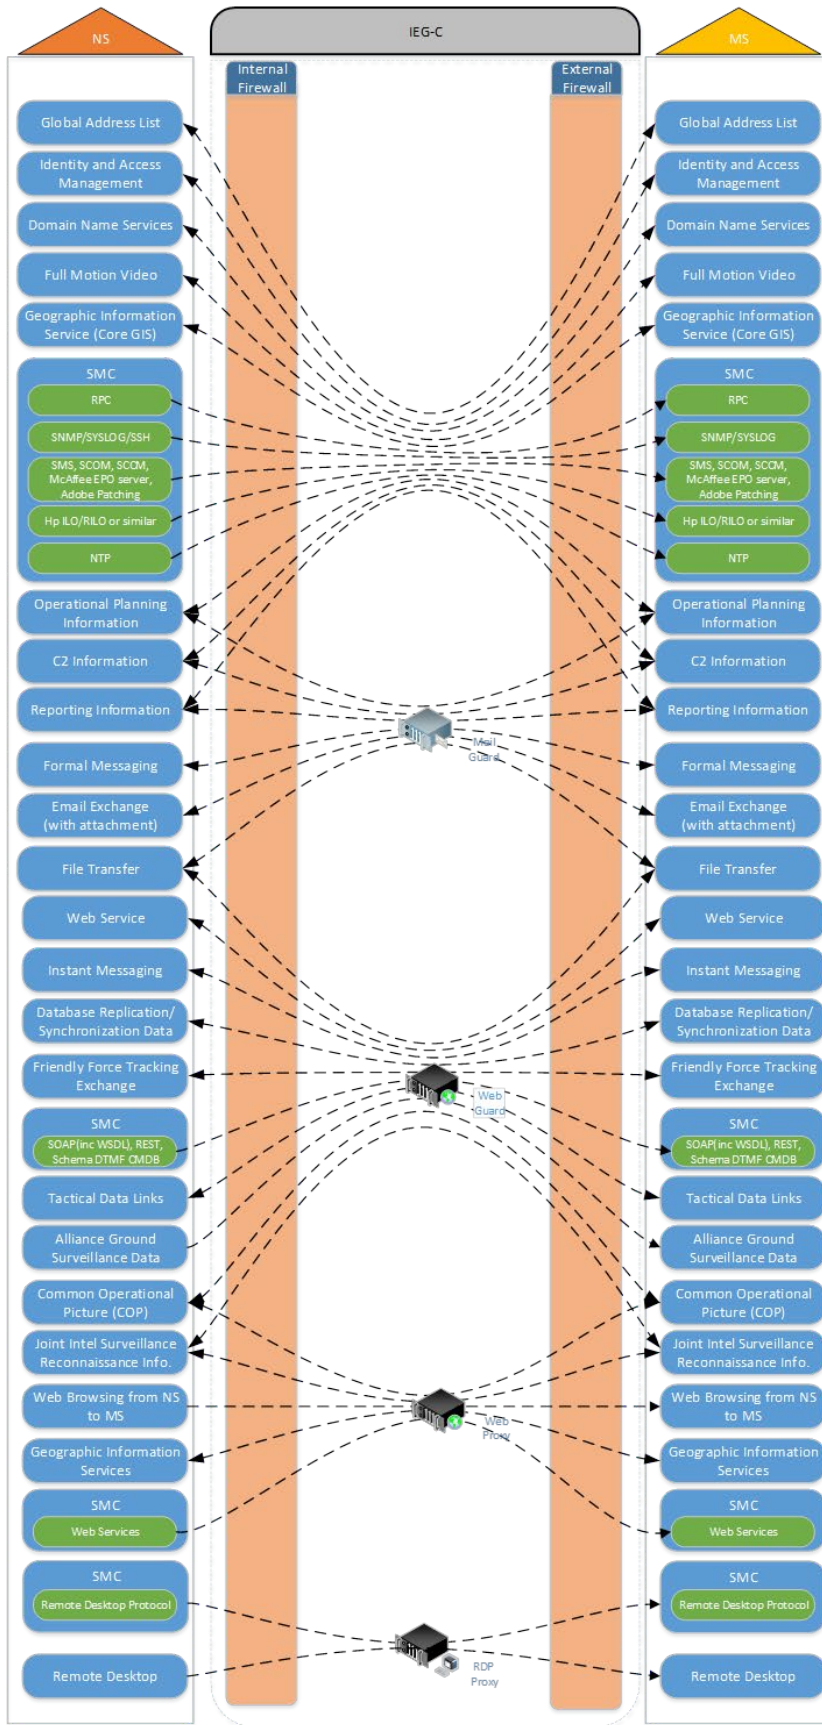 NS
IEG-C
MS
Internal
Firewall
External
Firewall
Global Address List
Identity and Access
Management
Domain Name Services
Full Motion Video
Geographic Information
Service (Core GIS)
SMC
RPC
SNMP/SYSLOG/SSH
SMS, SCOM, SCCM,
McAffee EPO server,
Adobe Patching
Hp ILO/RILO or similar
NTP
Operational Planning
Information
C2 Information
Reporting Information
Formal Messaging
Email Exchange
(with attachment)
File Transfer
Web Service
Instant Messaging
Database Replication/
Synchronization Data
Friendly Force Tracking
Exchange
SMC
SOAP(inc WSDL), REST,
Schema DTMF CMDB
Tactical Data Links
Alliance Ground
Surveillance Data
Common Operational
Picture (COP)
Joint Intel Surveillance
Reconnaissance Info.
Web Browsing from NS
to MS
Geographic Information
Services
SMC
Web Services
SMC
Remote Desktop Protocol
Remote Desktop
Mail
Guard
Web
Guard
Web
Proxy
RDP
Proxy
Global Address List
Identity and Access
Management
Domain Name Services
Full Motion Video
Geographic Information
Service (Core GIS)
SMC
RPC
SNMP/SYSLOG
SMS, SCOM, SCCM,
McAffee EPO server,
Adobe Patching
Hp ILO/RILO or similar
NTP
Operational Planning
Information
C2 Information
Reporting Information
Formal Messaging
Email Exchange
(with attachment)
File Transfer
Web Service
Instant Messaging
Database Replication/
Synchronization Data
Friendly Force Tracking
Exchange
SMC
SOAP(inc WSDL), REST,
Schema DTMF CMDB
Tactical Data Links
Alliance Ground
Surveillance Data
Common Operational
Picture (COP)
Joint Intel Surveillance
Reconnaissance Info.
Web Browsing from NS
to MS
Geographic Information
Services
SMC
Web Services
SMC
Remote Desktop Protocol
Remote Desktop